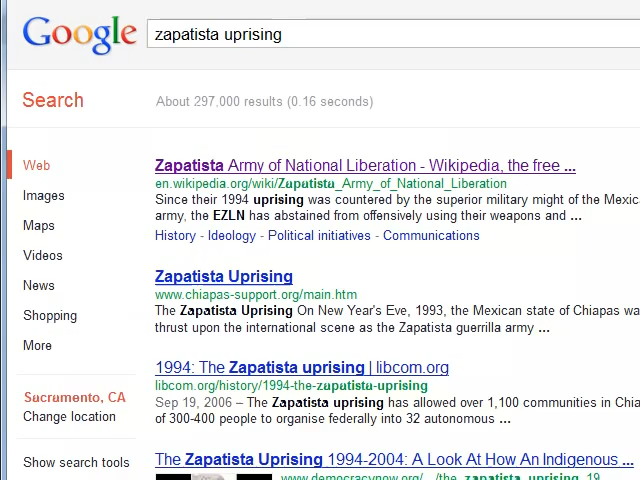 Google
zapatista uprising
Search
About 297,000 results (0.16 seconds)
Web
Images
Maps
Videos
News
Shopping
More
Sacramento, CA
Change location
Show search tools
Zapatista Army of National Liberation - Wikipedia, the free ...
en.wikipedia.org/wiki/Zapatista_Army_of_National_Liberation
Since their 1994 uprising was countered by the superior military might of the Mexica
army, the EZLN has abstained from offensively using their weapons and ...
History - Ideology - Political initiatives - Communications
Zapatista Uprising
www.chiapas-support.org/main.htm
The Zapatista Uprising On New Year's Eve, 1993, the Mexican state of Chiapas wa
thrust upon the international scene as the Zapatista guerrilla army ...
1994: The Zapatista uprising | libcom.org
libcom.org/history/1994-the-zapatista-uprising
Sep 19, 2006 – The Zapatista uprising has allowed over 1,100 communities in Chia
of 300-400 people to organise federally into 32 autonomous ...
The Zapatista Uprising 1994-2004: A Look At How An Indigenous ...
www.democracynow.org/.../the_zapatista_uprising_19